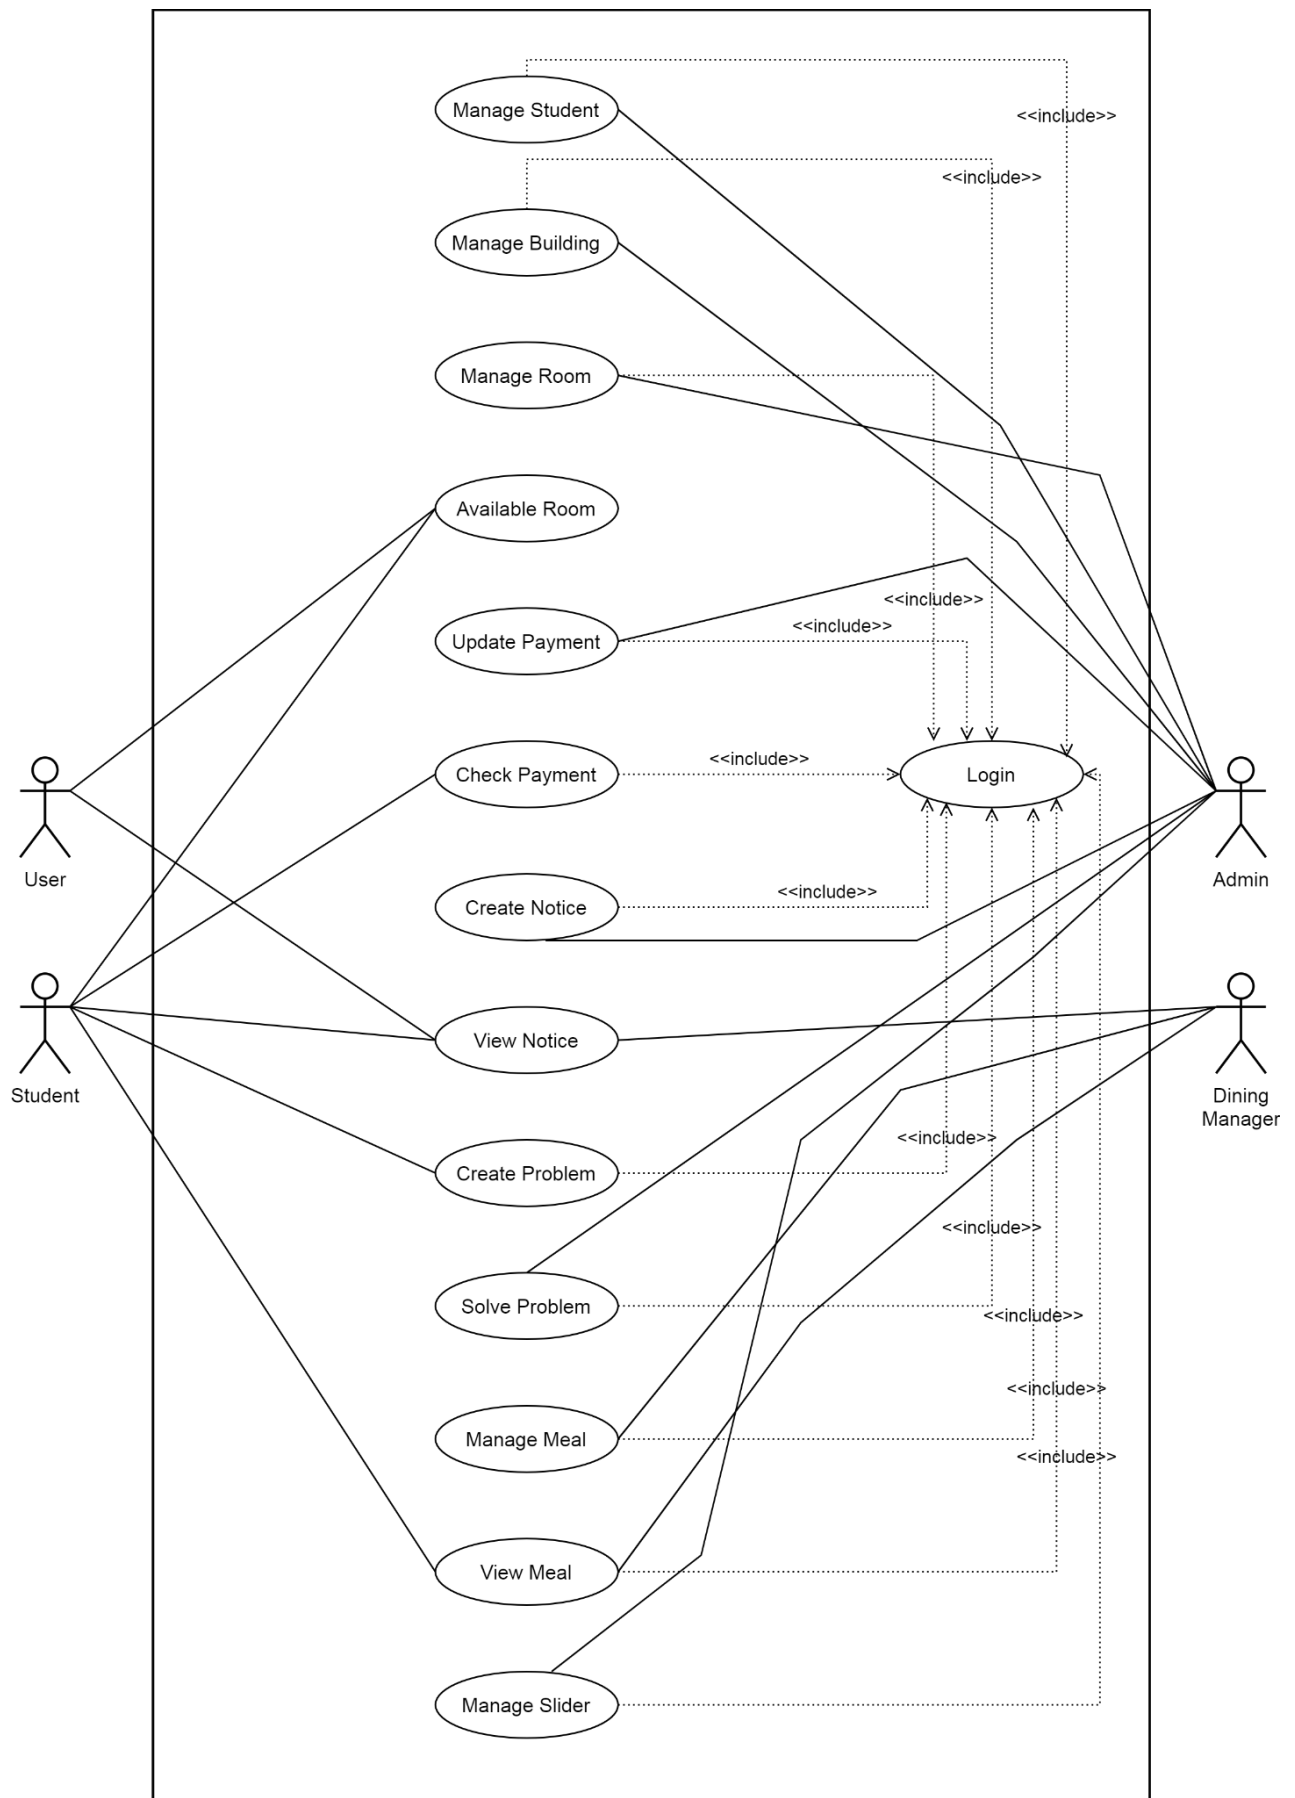 Manage Student
<<include>>
<<include>>
Manage Building
Manage Room
Available Room
<<include>>
Update Payment
<<include>>
Check Payment
<<include>>
Login
User
Admin
Create Notice
<<include>>
View Notice
Student
Dining
Manager
Create Problem
<<include>>
<<include>>
Solve Problem
<<include>>
<<include>>
Manage Meal
<<include>>
View Meal
Manage Slider